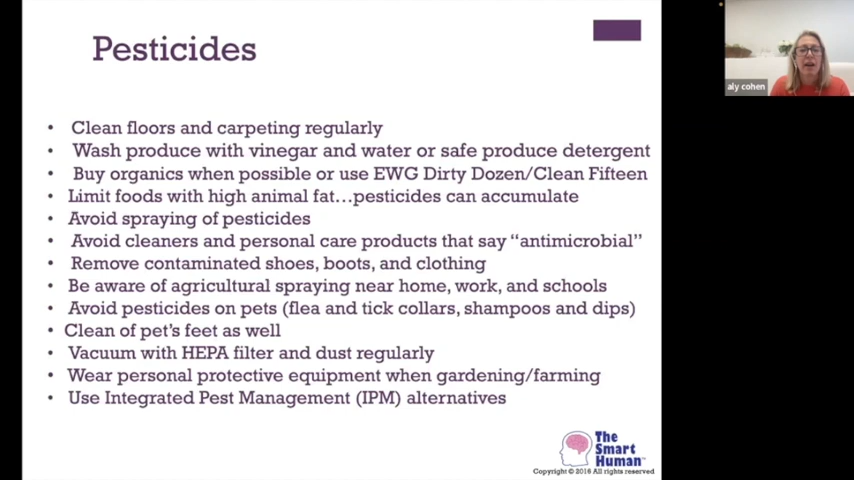 Pesticides
• Clean floors and carpeting regularly
• Wash produce with vinegar and water or safe produce detergent
• Buy organics when possible or use EWG Dirty Dozen/Clean Fifteen
• Limit foods with high animal fat…pesticides can accumulate
• Avoid spraying of pesticides
• Avoid cleaners and personal care products that say “antimicrobial”
• Remove contaminated shoes, boots, and clothing
• Be aware of agricultural spraying near home, work, and schools
• Avoid pesticides on pets (flea and tick collars, shampoos and dips)
• Clean of pet’s feet as well
• Vacuum with HEPA filter and dust regularly
• Wear personal protective equipment when gardening/farming
• Use Integrated Pest Management (IPM) alternatives
The
Smart
Human™
Copyright © 2016 All rights reserved
aly cohen